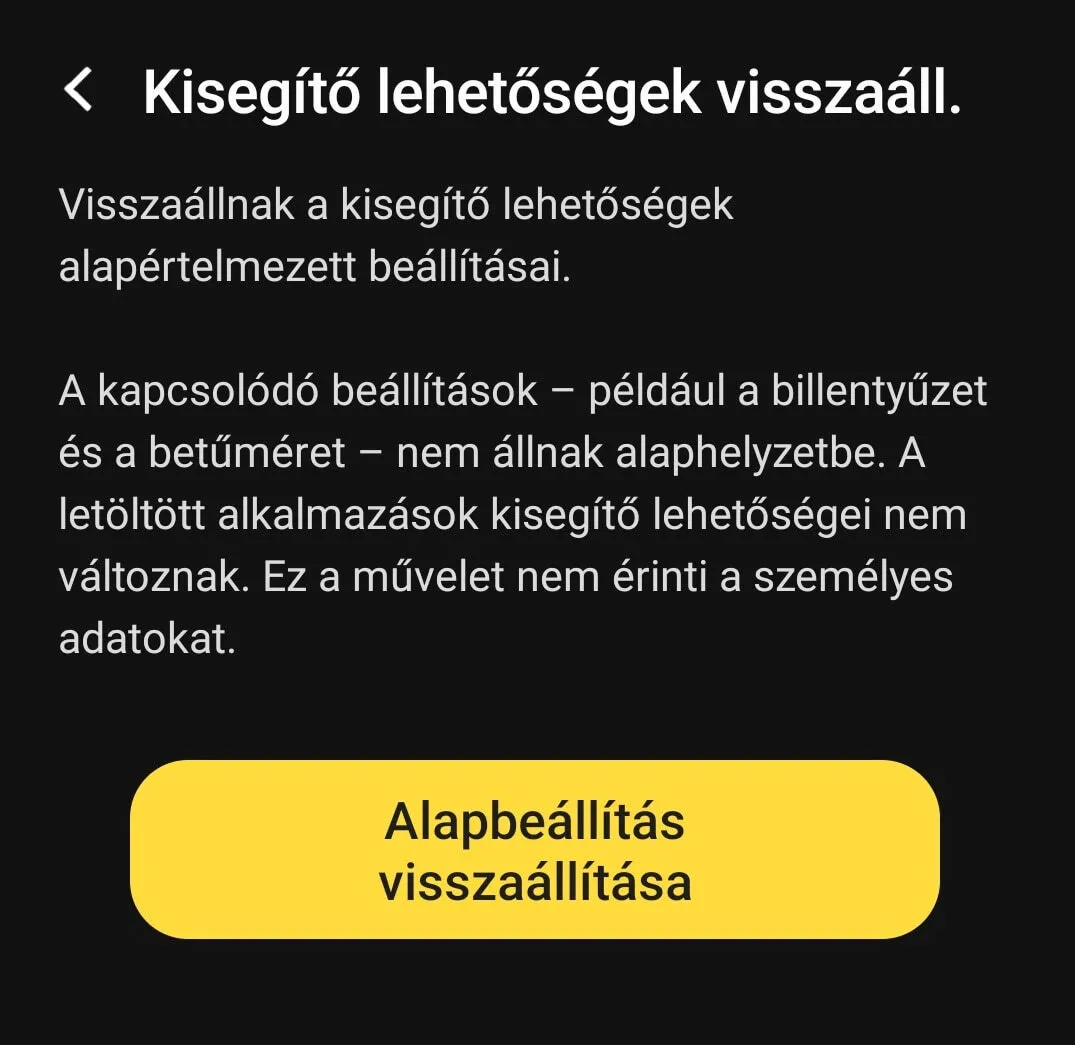 Kisegítő lehetőségek visszaáll.
Visszaállnak a kisegítő lehetőségek
alapértelmezett beállításai.
A kapcsolódó beállítások – például a billentyűzet
és a betűméret – nem állnak alaphelyzetbe. A
letöltött alkalmazások kisegítő lehetőségei nem
változnak. Ez a művelet nem érinti a személyes
adatokat.
Alapbeállítás
visszaállítása